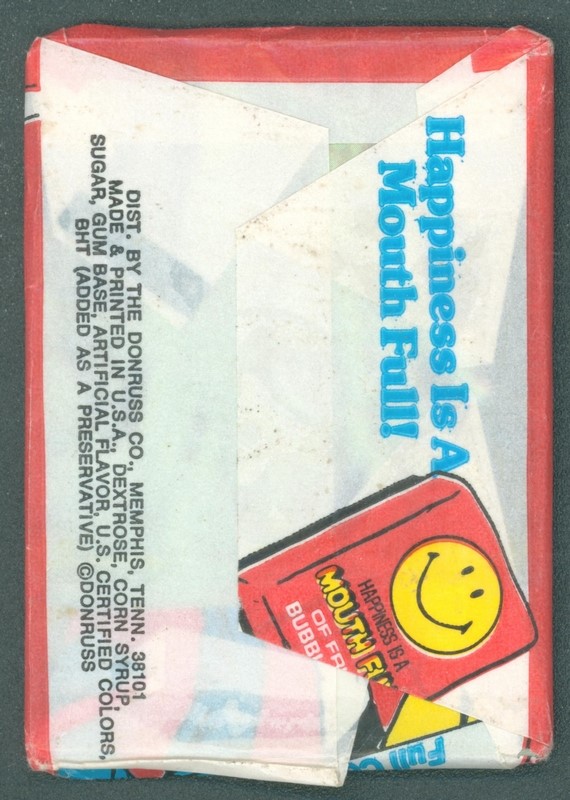 Happiness Is A
Mouth Full!
HAPPINESS IS A
MOUTH
OF
DIST. BY THE DONRUSS CO., MEMPHIS, TENN. 38101
MADE & PRINTED IN U.S.A., DEXTROSE, CORN SYRUP,
SUGAR, GUM BASE, ARTIFICIAL FLAVOR, U.S. CERTIFIED COLORS,
BHT (ADDED AS A PRESERVATIVE) ©DONRUSS